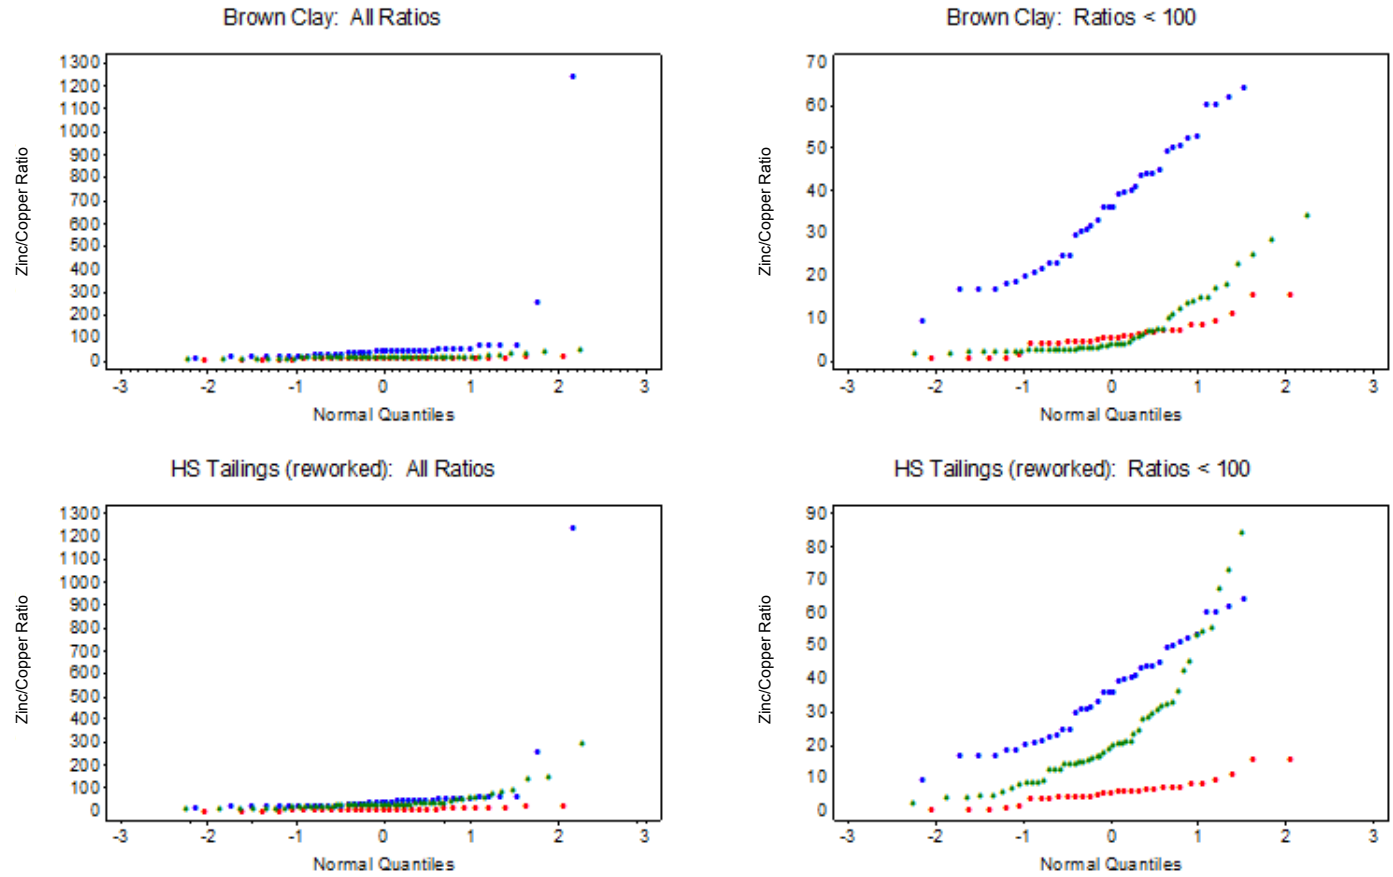 Brown Clay: All Ratios
Zinc/Copper Ratio
1300
1200
1100
1000
900
800
700
600
500
400
300
200
100
0
-3 -2 -1 0 1 2 3
Normal Quantiles
Brown Clay: Ratios < 100
Zinc/Copper Ratio
70
60
50
40
30
20
10
0
-3 -2 -1 0 1 2 3
Normal Quantiles
HS Tailings (reworked): All Ratios
Zinc/Copper Ratio
1300
1200
1100
1000
900
800
700
600
500
400
300
200
100
0
-3 -2 -1 0 1 2 3
Normal Quantiles
HS Tailings (reworked): Ratios < 100
Zinc/Copper Ratio
90
80
70
60
50
40
30
20
10
0
-3 -2 -1 0 1 2 3
Normal Quantiles